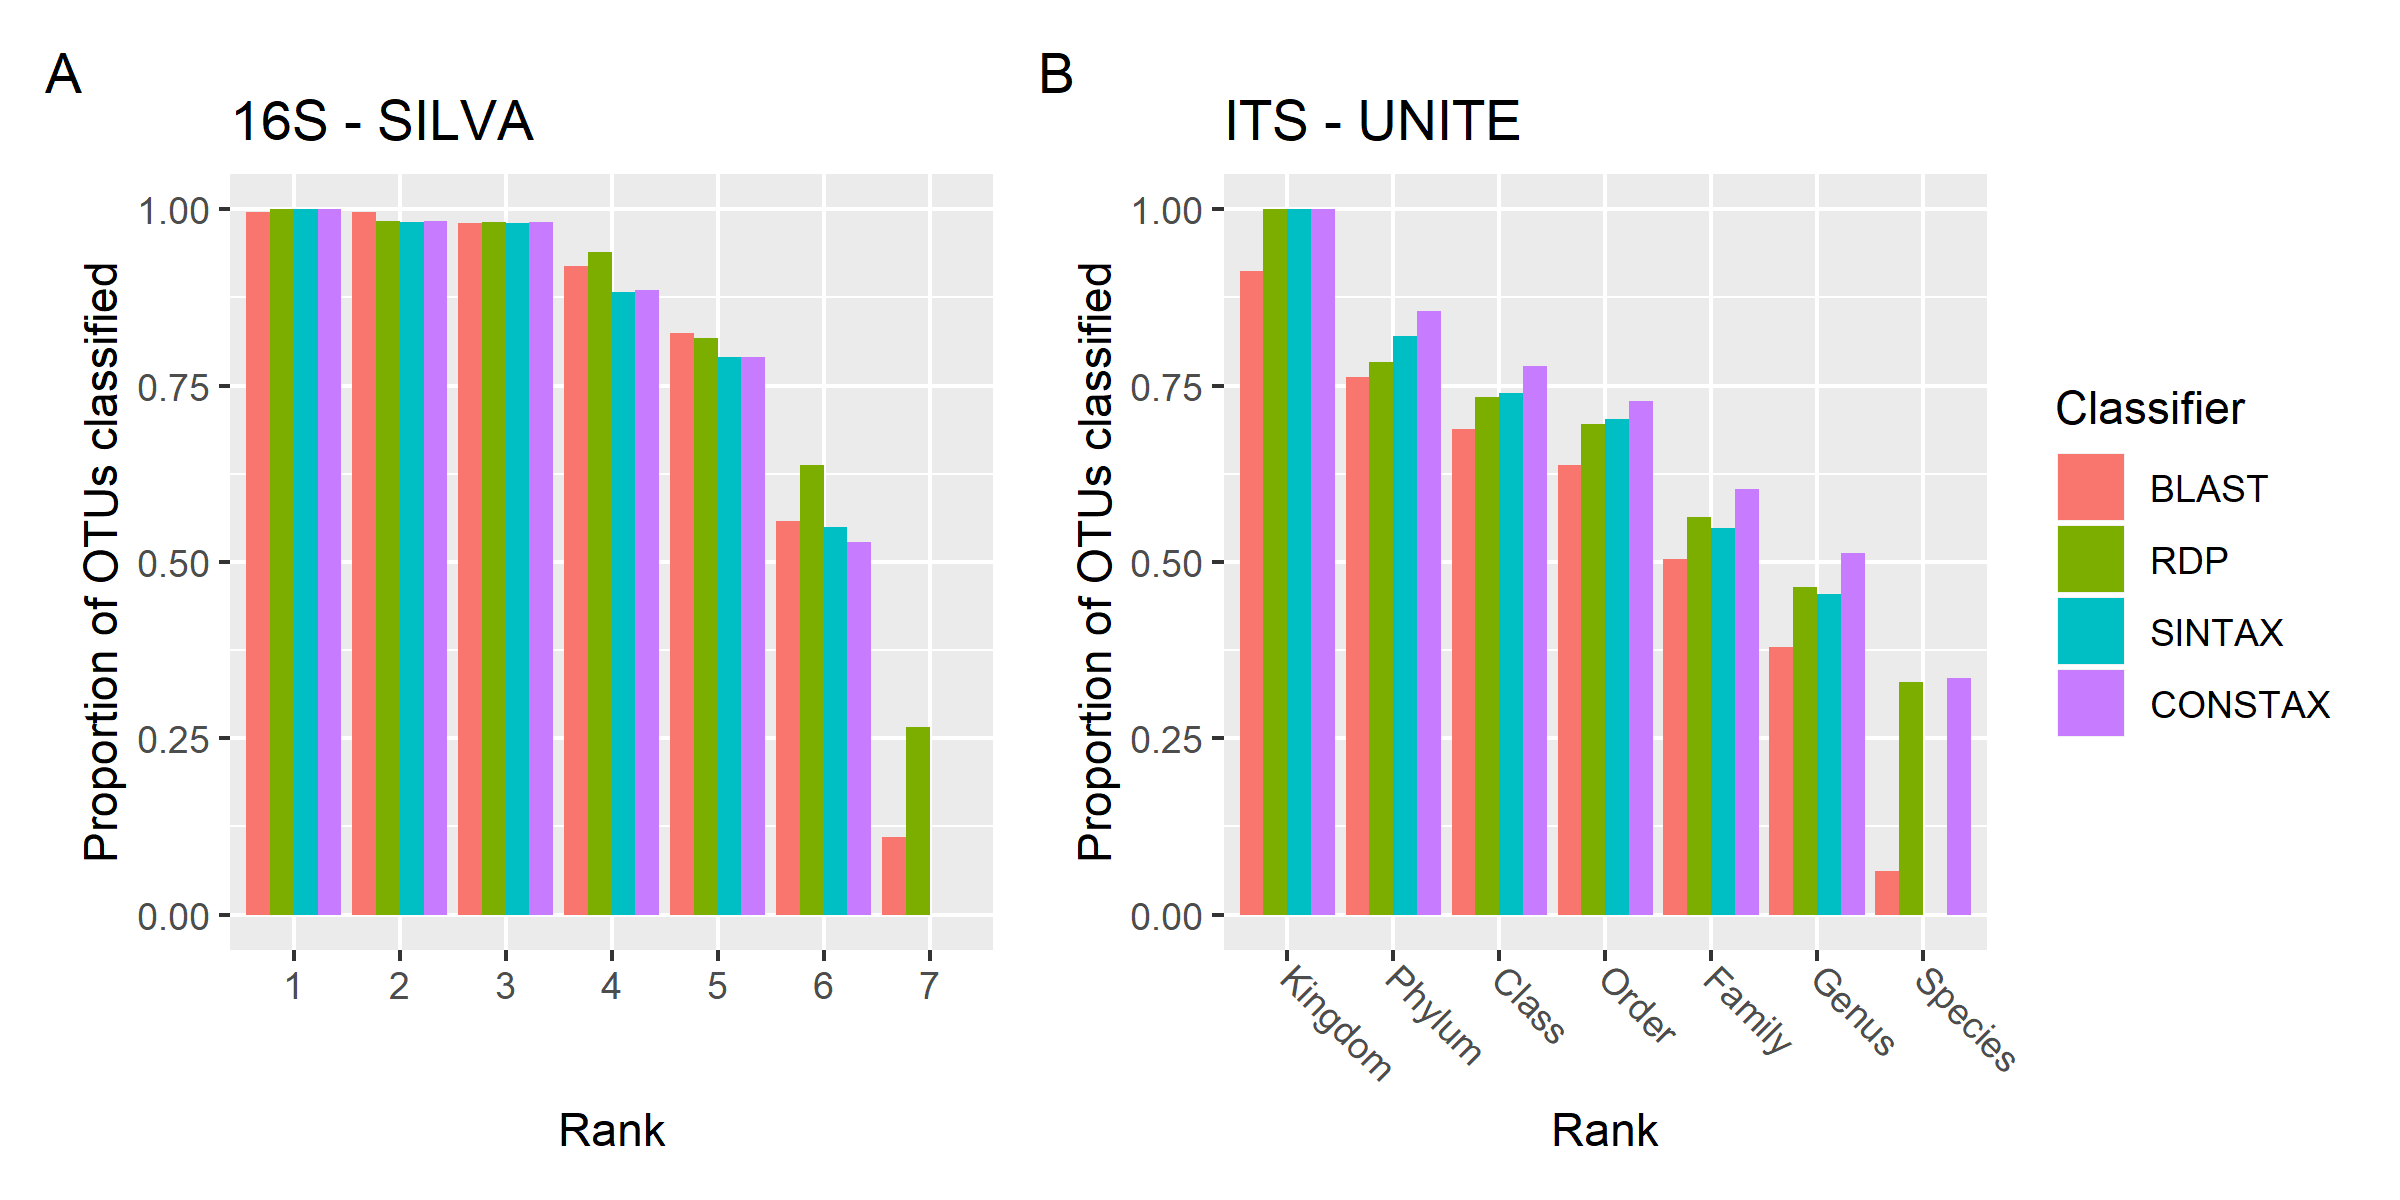 A
16S - SILVA
Proportion of OTUs classified
1.00
0.75
0.50
0.25
0.00
1 2 3 4 5 6 7
Rank
B
ITS - UNITE
Proportion of OTUs classified
1.00
0.75
0.50
0.25
0.00
Kingdom Phylum Class Order Family Genus Species
Rank
Classifier
BLAST
RDP
SINTAX
CONSTAX